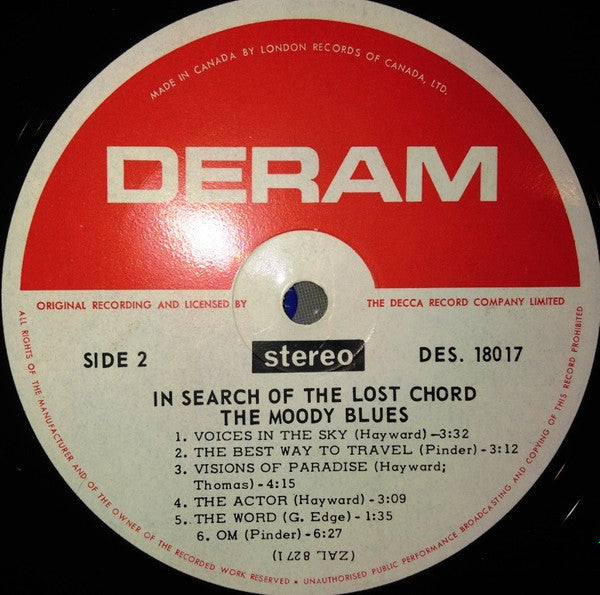 MADE IN CANADA BY LONDON RECORDS OF CANADA, LTD.
DERAM
ORIGINAL RECORDING AND LICENSED BY THE DECCA RECORD COMPANY LIMITED
SIDE 2
stereo
DES. 18017
IN SEARCH OF THE LOST CHORD
THE MOODY BLUES
1. VOICES IN THE SKY (Hayward) -3:32
2. THE BEST WAY TO TRAVEL (Pinder) -3:12
3. VISIONS OF PARADISE (Hayward;
Thomas) - 4:15
4. THE ACTOR (Hayward) - 3:09
5. THE WORD (G. Edge) - 1:35
6. OM (Pinder) - 6:27
(ZAL 8271)
ALL RIGHTS OF THE MANUFACTURER AND OF THE OWNER OF THE RECORDED WORK RESERVED • UNAUTHORISED PUBLIC PERFORMANCE BROADCASTING AND COPYING OF THIS RECORD PROHIBITED